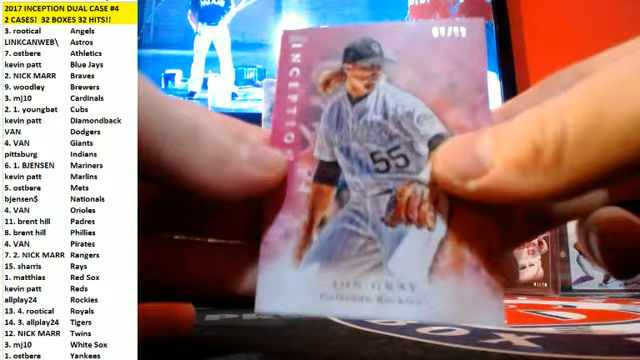 2017 INCEPTION DUAL CASE #4
2 CASES!  32 BOXES 32 HITS!!
3. rootical Angels
LINKCANWEB\ Astros
7. ostbere Athletics
kevin patt Blue Jays
2. NICK MARR Braves
9. woodley Brewers
3. mj10 Cardinals
2. 1. youngbat Cubs
kevin patt Diamondback
VAN Dodgers
4. VAN Giants
pittsburg Indians
6. 1. BJENSEN Mariners
kevin patt Marlins
5. ostbere Mets
bJensen$ Nationals
4. VAN Orioles
11. brent hill Padres
8. brent hill Phillies
4. VAN Pirates
7. 2. NICK MARR Rangers
15. sharris Rays
1. matthias Red Sox
kevin patt Reds
allplay24 Rockies
13. 4. rootical Royals
14. 3. allplay24 Tigers
12. NICK MARR Twins
3. mj10 White Sox
1. ostbere Yankees
INCEPTION
55
JON GRAY
Colorado Rockies
BOX